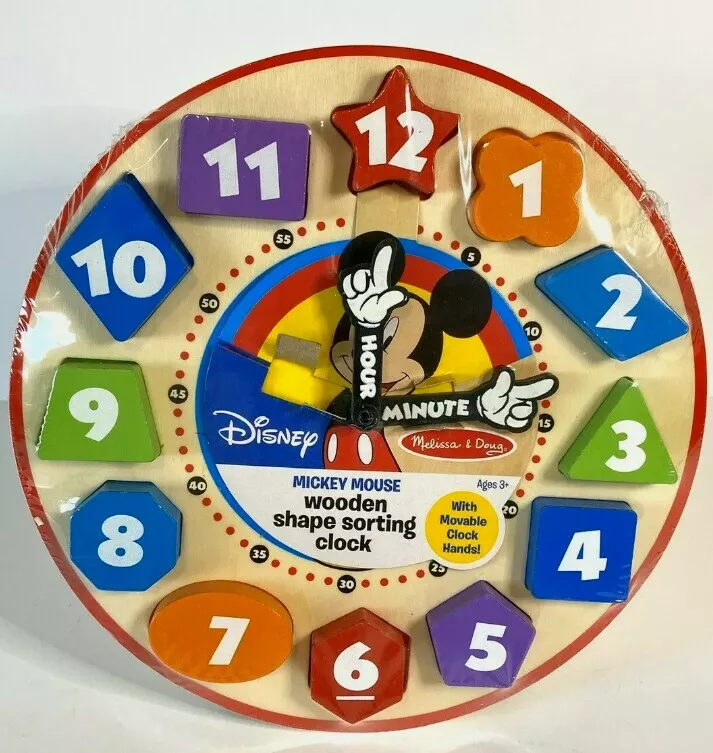 12
11
1
10
2
9
3
8
4
7
5
6
55
5
50
10
45
15
40
20
35
25
30
HOUR
MINUTE
Disney
Melissa & Doug®
Ages 3+
MICKEY MOUSE
wooden
shape sorting
clock
With
Movable
Clock
Hands!